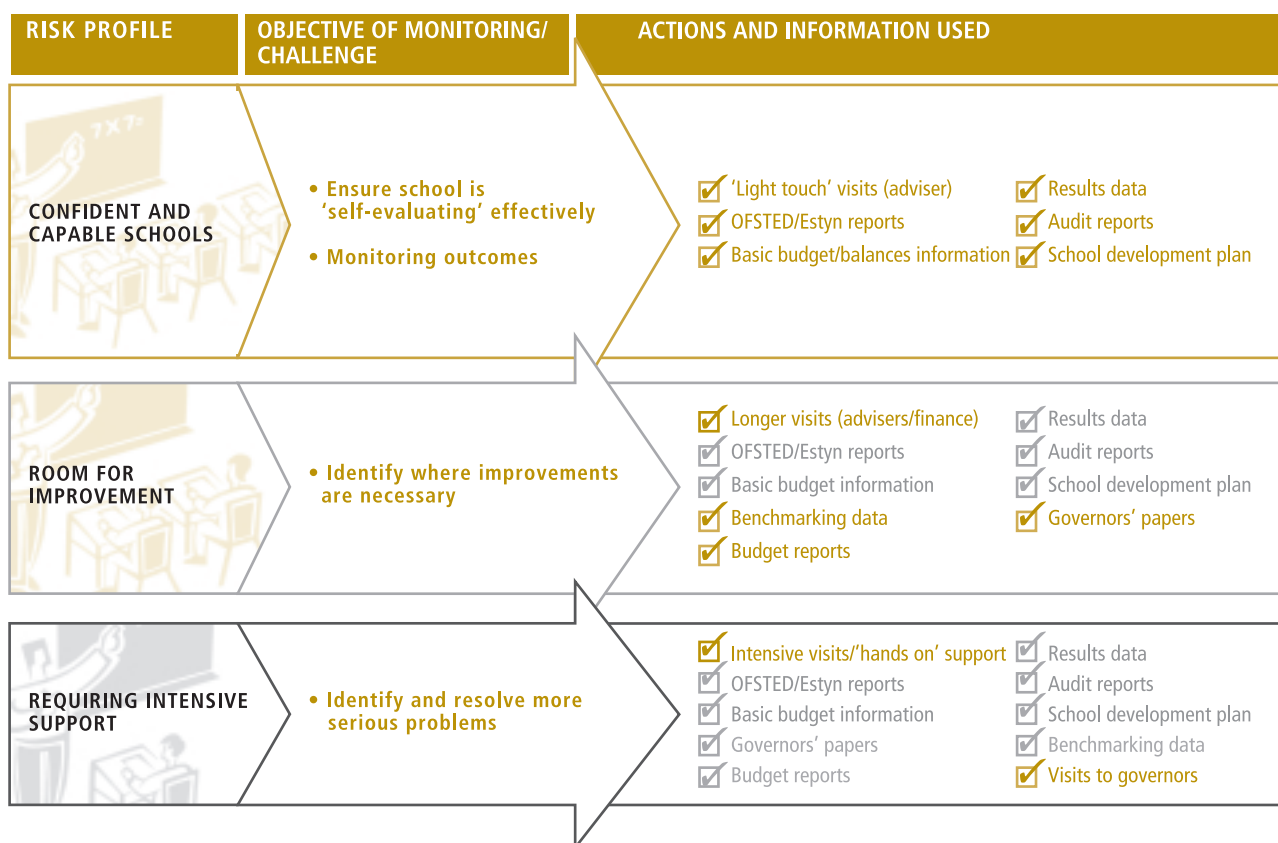 RISK PROFILE
OBJECTIVE OF MONITORING/
CHALLENGE
ACTIONS AND INFORMATION USED
7 X 7=
CONFIDENT AND
CAPABLE SCHOOLS
• Ensure school is
‘self-evaluating’ effectively
• Monitoring outcomes
‘Light touch’ visits (adviser)
OFSTED/Estyn reports
Basic budget/balances information
Results data
Audit reports
School development plan
ROOM FOR
IMPROVEMENT
• Identify where improvements
are necessary
Longer visits (advisers/finance)
OFSTED/Estyn reports
Basic budget information
Benchmarking data
Budget reports
Results data
Audit reports
School development plan
Governors’ papers
REQUIRING INTENSIVE
SUPPORT
• Identify and resolve more
serious problems
Intensive visits/‘hands on’ support
OFSTED/Estyn reports
Basic budget information
Governors’ papers
Budget reports
Results data
Audit reports
School development plan
Benchmarking data
Visits to governors